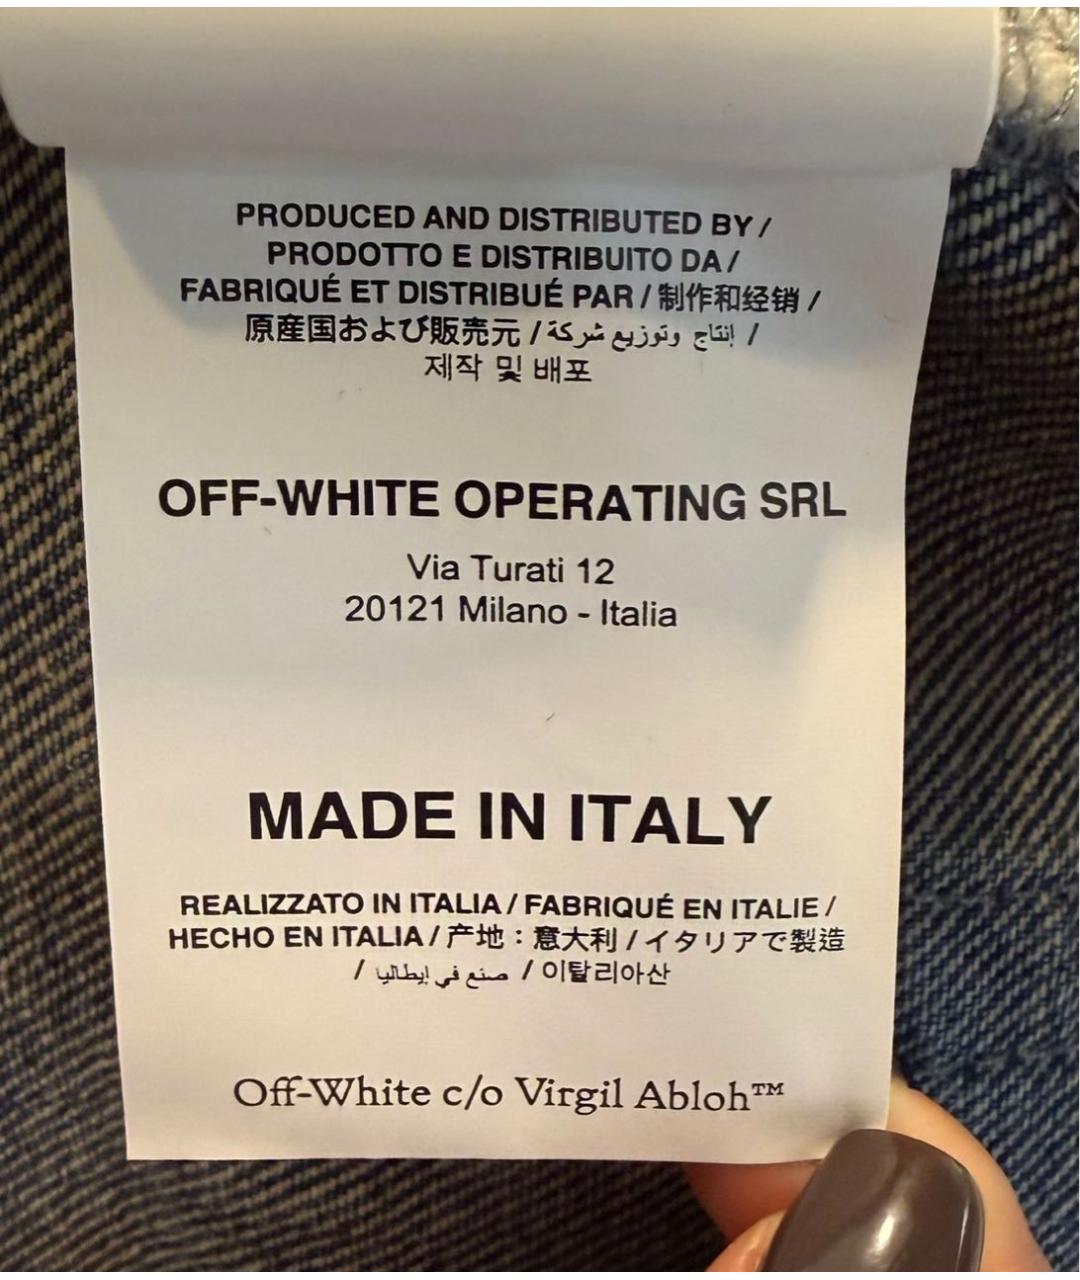 PRODUCED AND DISTRIBUTED BY /
PRODOTTO E DISTRIBUITO DA /
FABRIQUÉ ET DISTRIBUÉ PAR / 制作和经销 /
原産国および販売元 / إنتاج وتوزيع شركة /
제작 및 배포
OFF-WHITE OPERATING SRL
Via Turati 12
20121 Milano - Italia
MADE IN ITALY
REALIZZATO IN ITALIA / FABRIQUÉ EN ITALIE /
HECHO EN ITALIA / 产地：意大利 / イタリアで製造
/ صنع في إيطاليا / 이탈리아산
Off-White c/o Virgil Abloh™